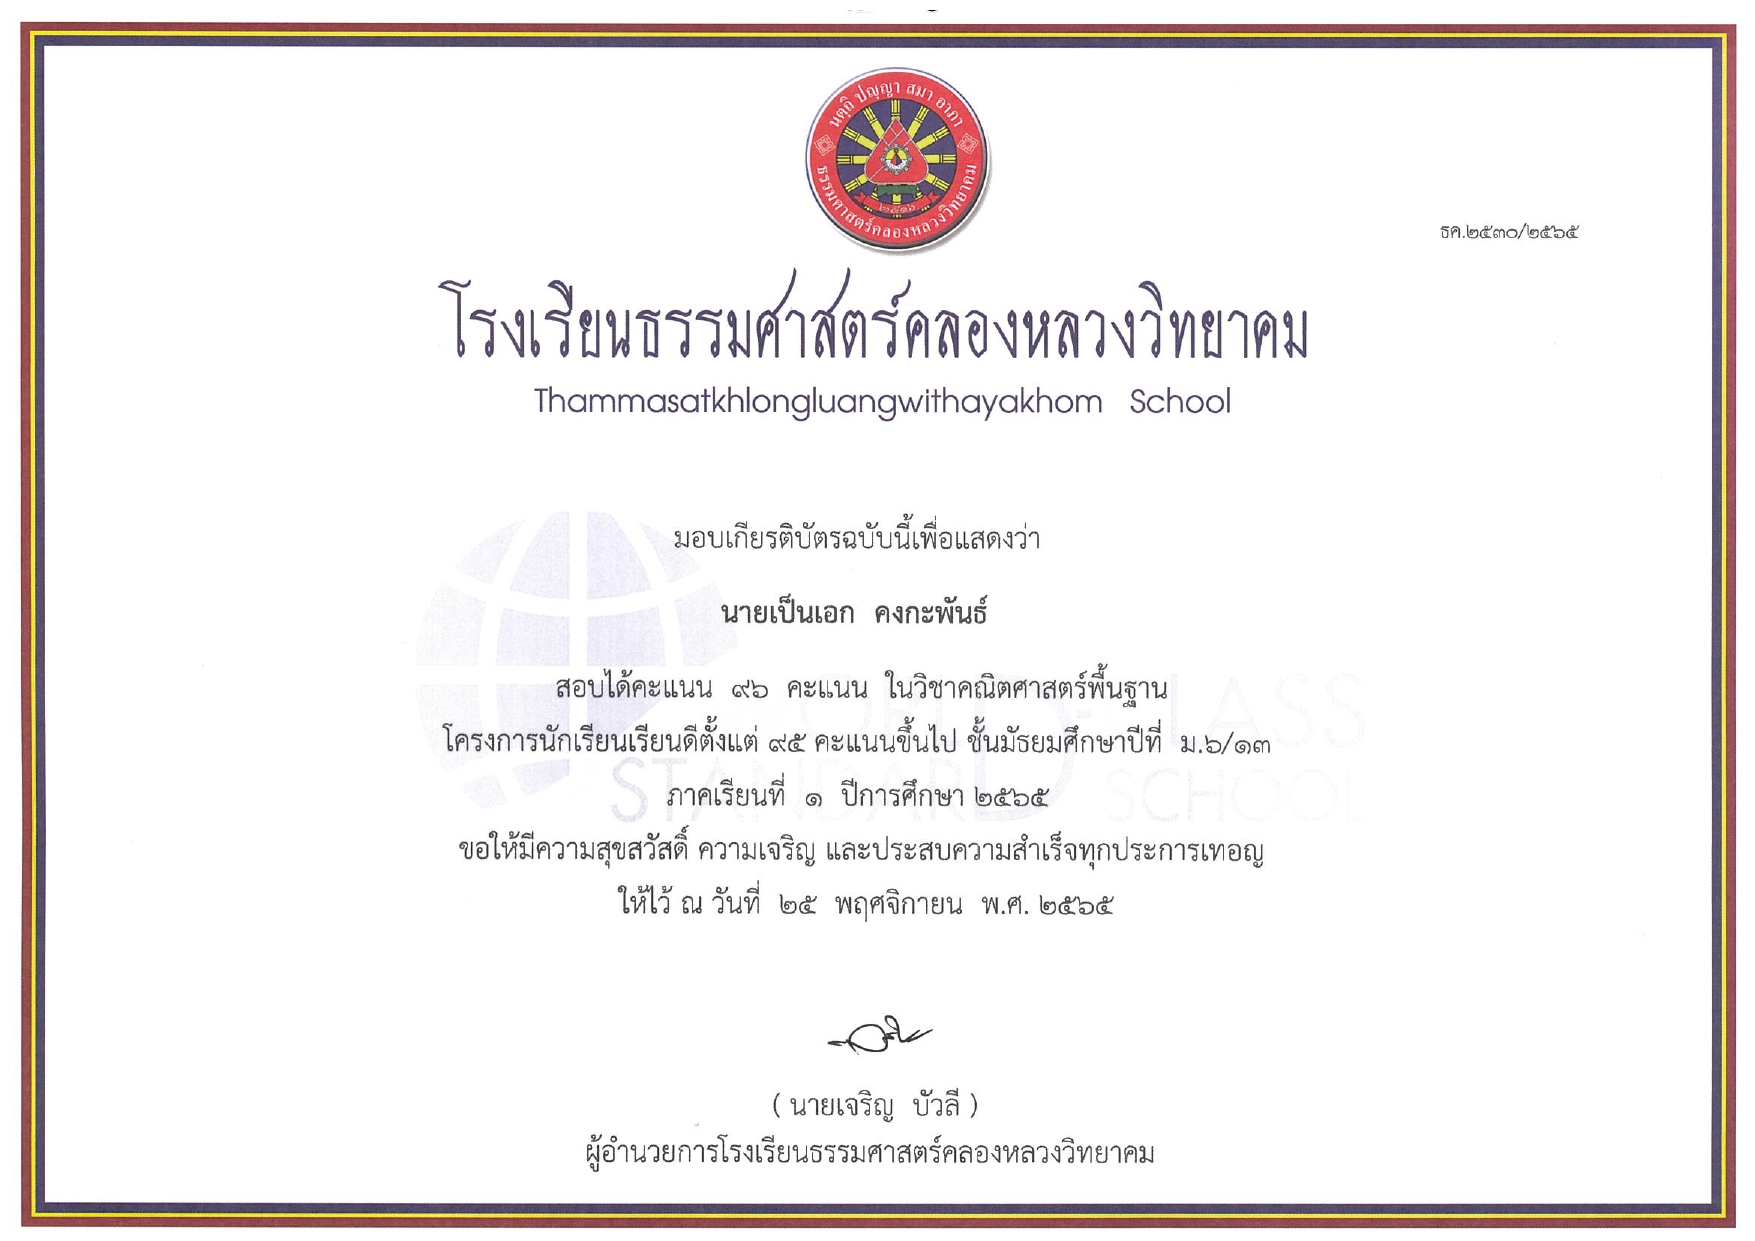 นตฺถิ ปญฺญา สมา อาภา
ธรรมศาสตร์คลองหลวงวิทยาคม
ธค.๒๕๓๐/๒๕๖๕
โรงเรียนธรรมศาสตร์คลองหลวงวิทยาคม
Thammasatkhlongluangwithayakhom School
มอบเกียรติบัตรฉบับนี้เพื่อแสดงว่า
นายเป็นเอก คงกะพันธ์
สอบได้คะแนน ๙๖ คะแนน ในวิชาคณิตศาสตร์พื้นฐาน
โครงการนักเรียนเรียนดีตั้งแต่ ๙๕ คะแนนขึ้นไป ชั้นมัธยมศึกษาปีที่ ม.๖/๑๓
ภาคเรียนที่ ๑ ปีการศึกษา ๒๕๖๕
ขอให้มีความสุขสวัสดิ์ ความเจริญ และประสบความสำเร็จทุกประการเทอญ
ให้ไว้ ณ วันที่ ๒๕ พฤศจิกายน พ.ศ. ๒๕๖๕
WORLD-CLASS
STANDARD SCHOOL
( นายเจริญ บัวลี )
ผู้อำนวยการโรงเรียนธรรมศาสตร์คลองหลวงวิทยาคม